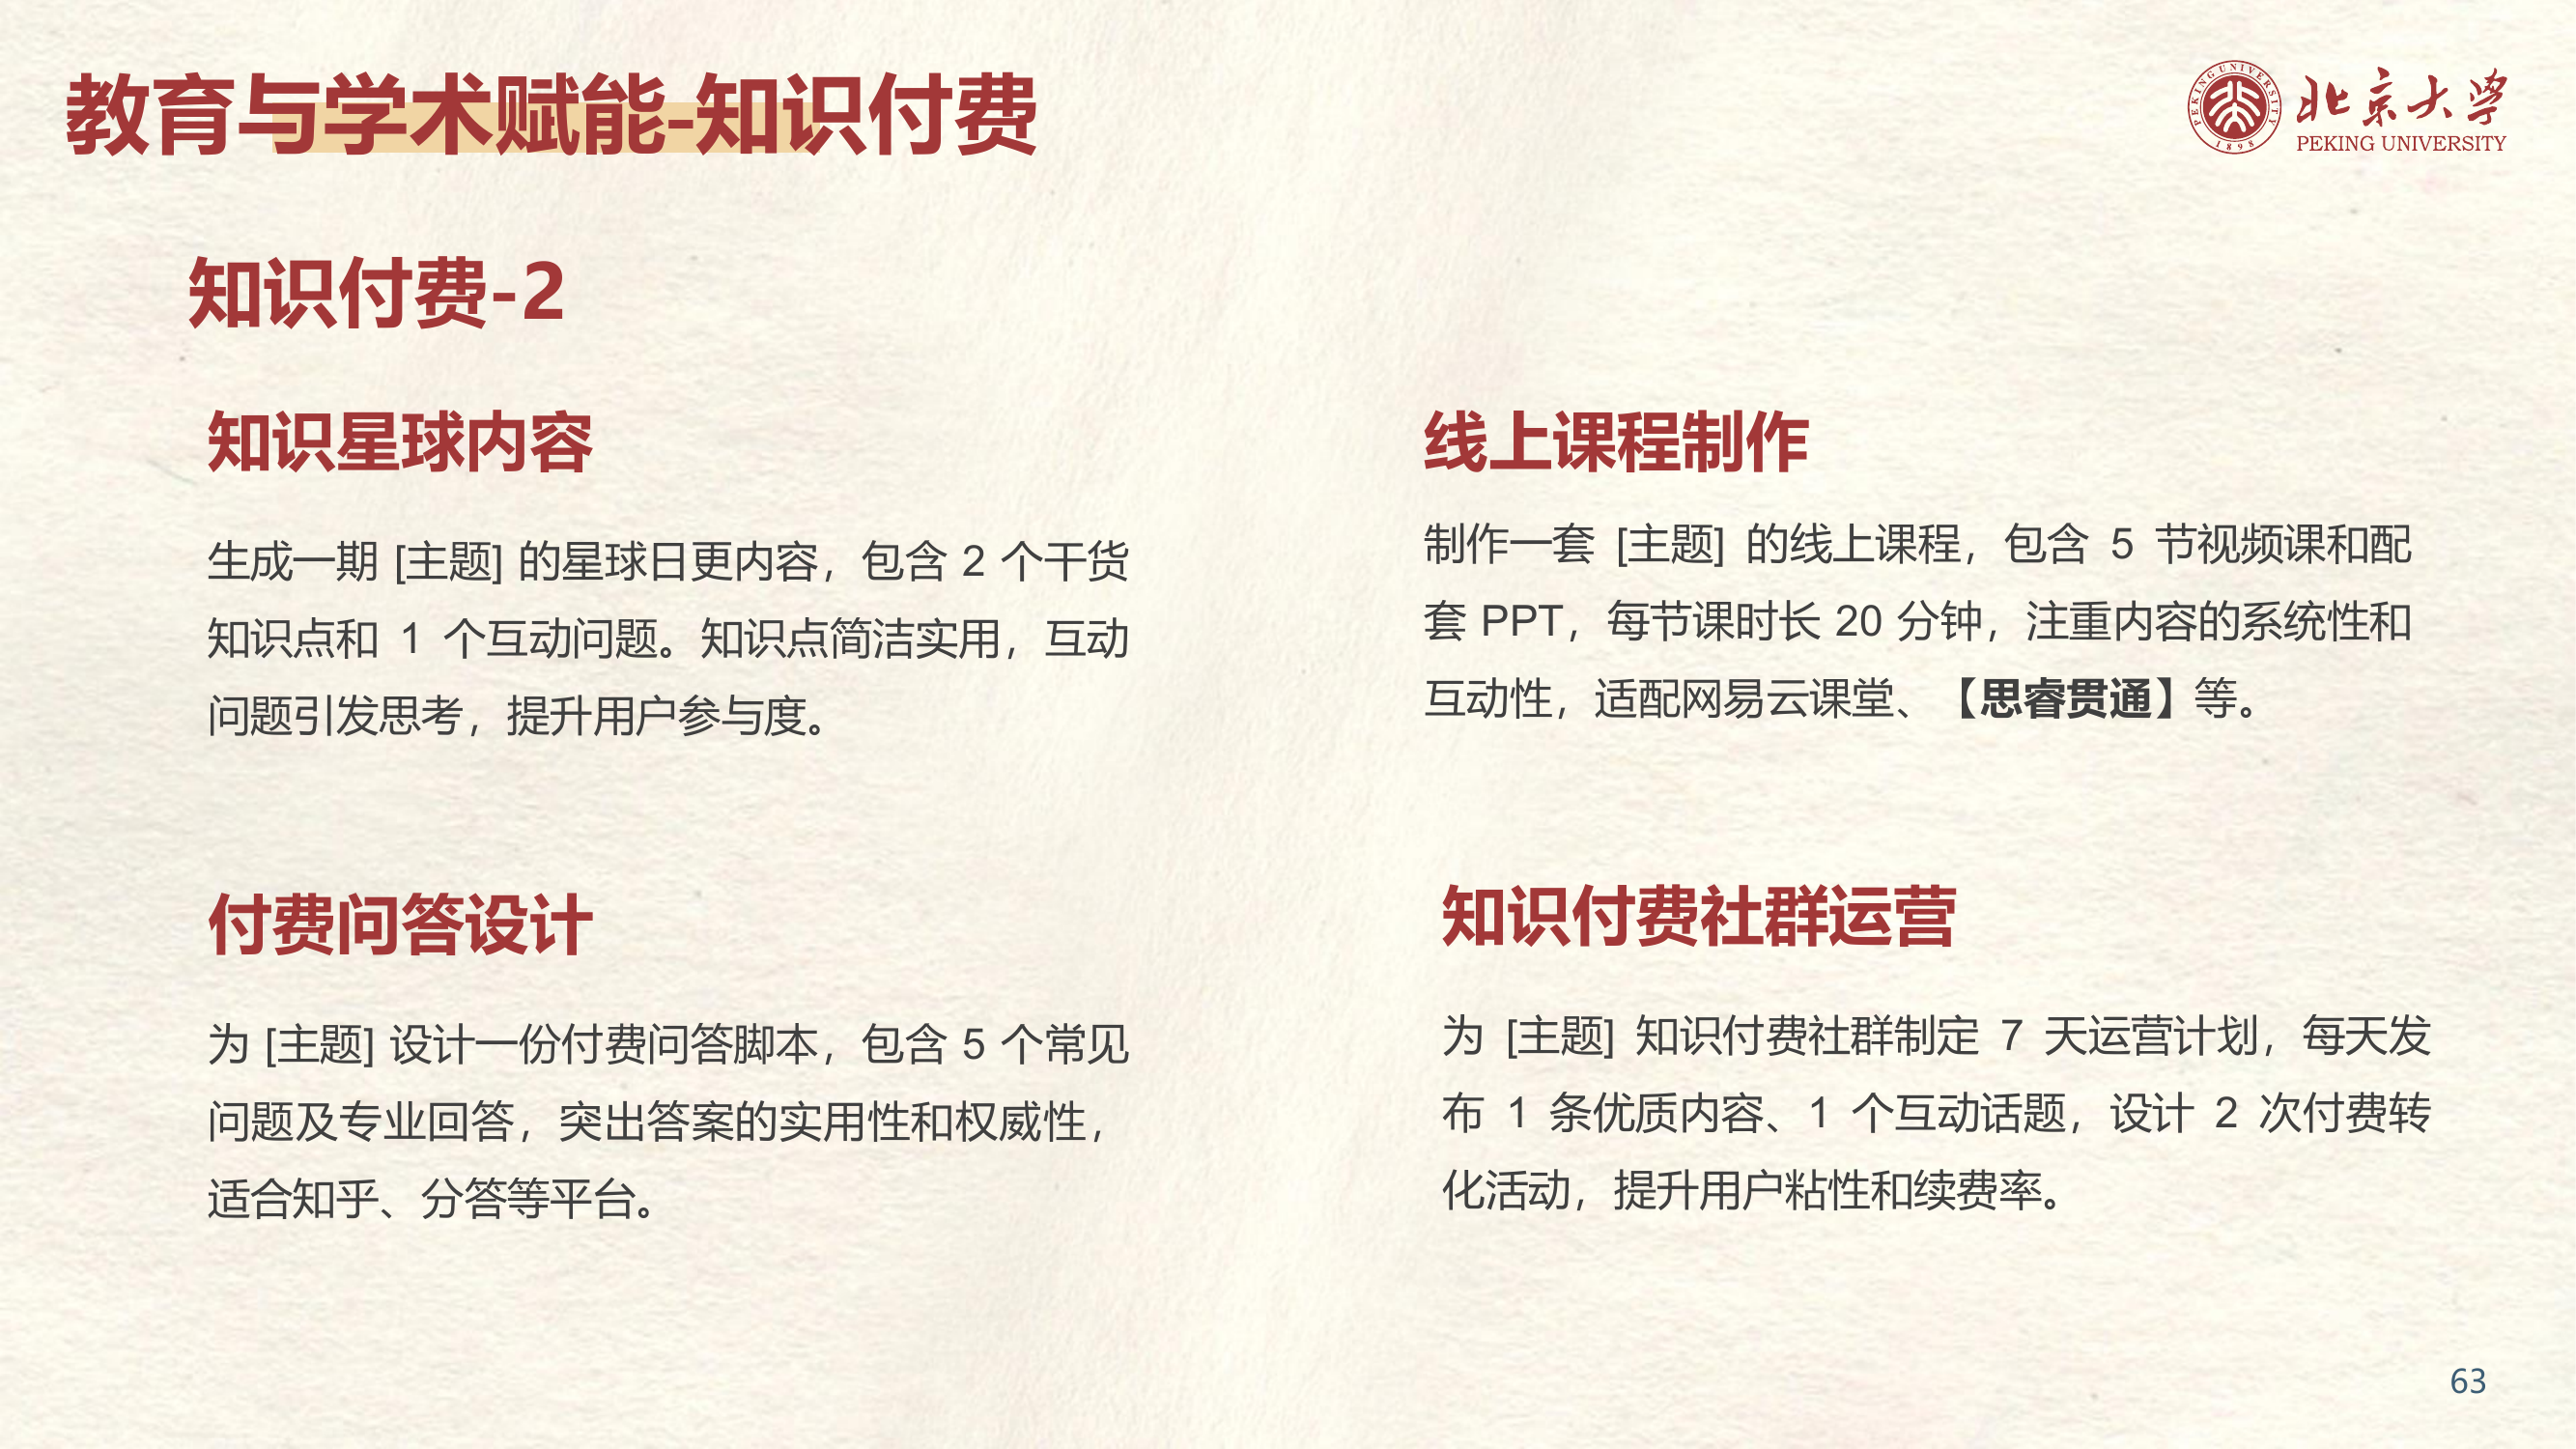 教育与学术赋能-知识付费
PEKING UNIVERSITY
1898
北京大学
PEKING UNIVERSITY
知识付费-2
知识星球内容
生成一期 [主题] 的星球日更内容，包含 2 个干货
知识点和 1 个互动问题。知识点简洁实用，互动
问题引发思考，提升用户参与度。
线上课程制作
制作一套 [主题] 的线上课程，包含 5 节视频课和配
套 PPT，每节课时长 20 分钟，注重内容的系统性和
互动性，适配网易云课堂、【思睿贯通】等。
付费问答设计
为 [主题] 设计一份付费问答脚本，包含 5 个常见
问题及专业回答，突出答案的实用性和权威性，
适合知乎、分答等平台。
知识付费社群运营
为 [主题] 知识付费社群制定 7 天运营计划，每天发
布 1 条优质内容、1 个互动话题，设计 2 次付费转
化活动，提升用户粘性和续费率。
63